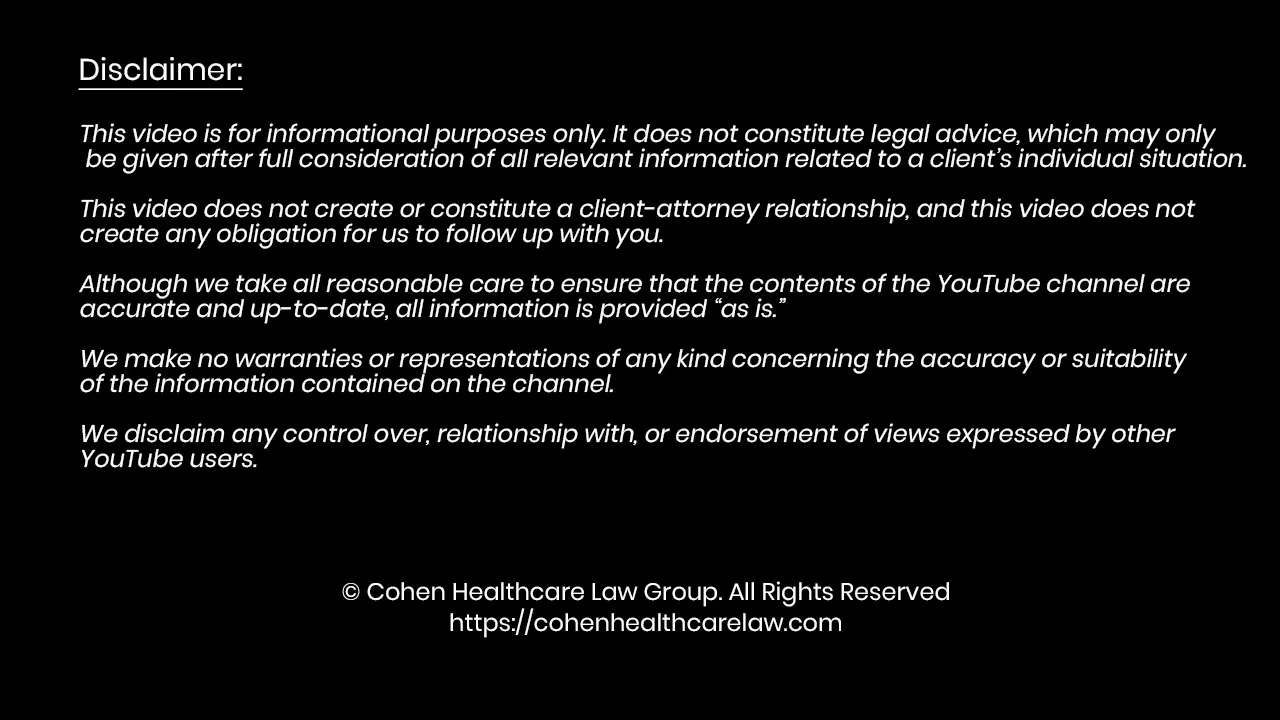 Disclaimer:
This video is for informational purposes only. It does not constitute legal advice, which may only
be given after full consideration of all relevant information related to a client’s individual situation.
This video does not create or constitute a client-attorney relationship, and this video does not
create any obligation for us to follow up with you.
Although we take all reasonable care to ensure that the contents of the YouTube channel are
accurate and up-to-date, all information is provided “as is.”
We make no warranties or representations of any kind concerning the accuracy or suitability
of the information contained on the channel.
We disclaim any control over, relationship with, or endorsement of views expressed by other
YouTube users.
© Cohen Healthcare Law Group. All Rights Reserved
https://cohenhealthcarelaw.com